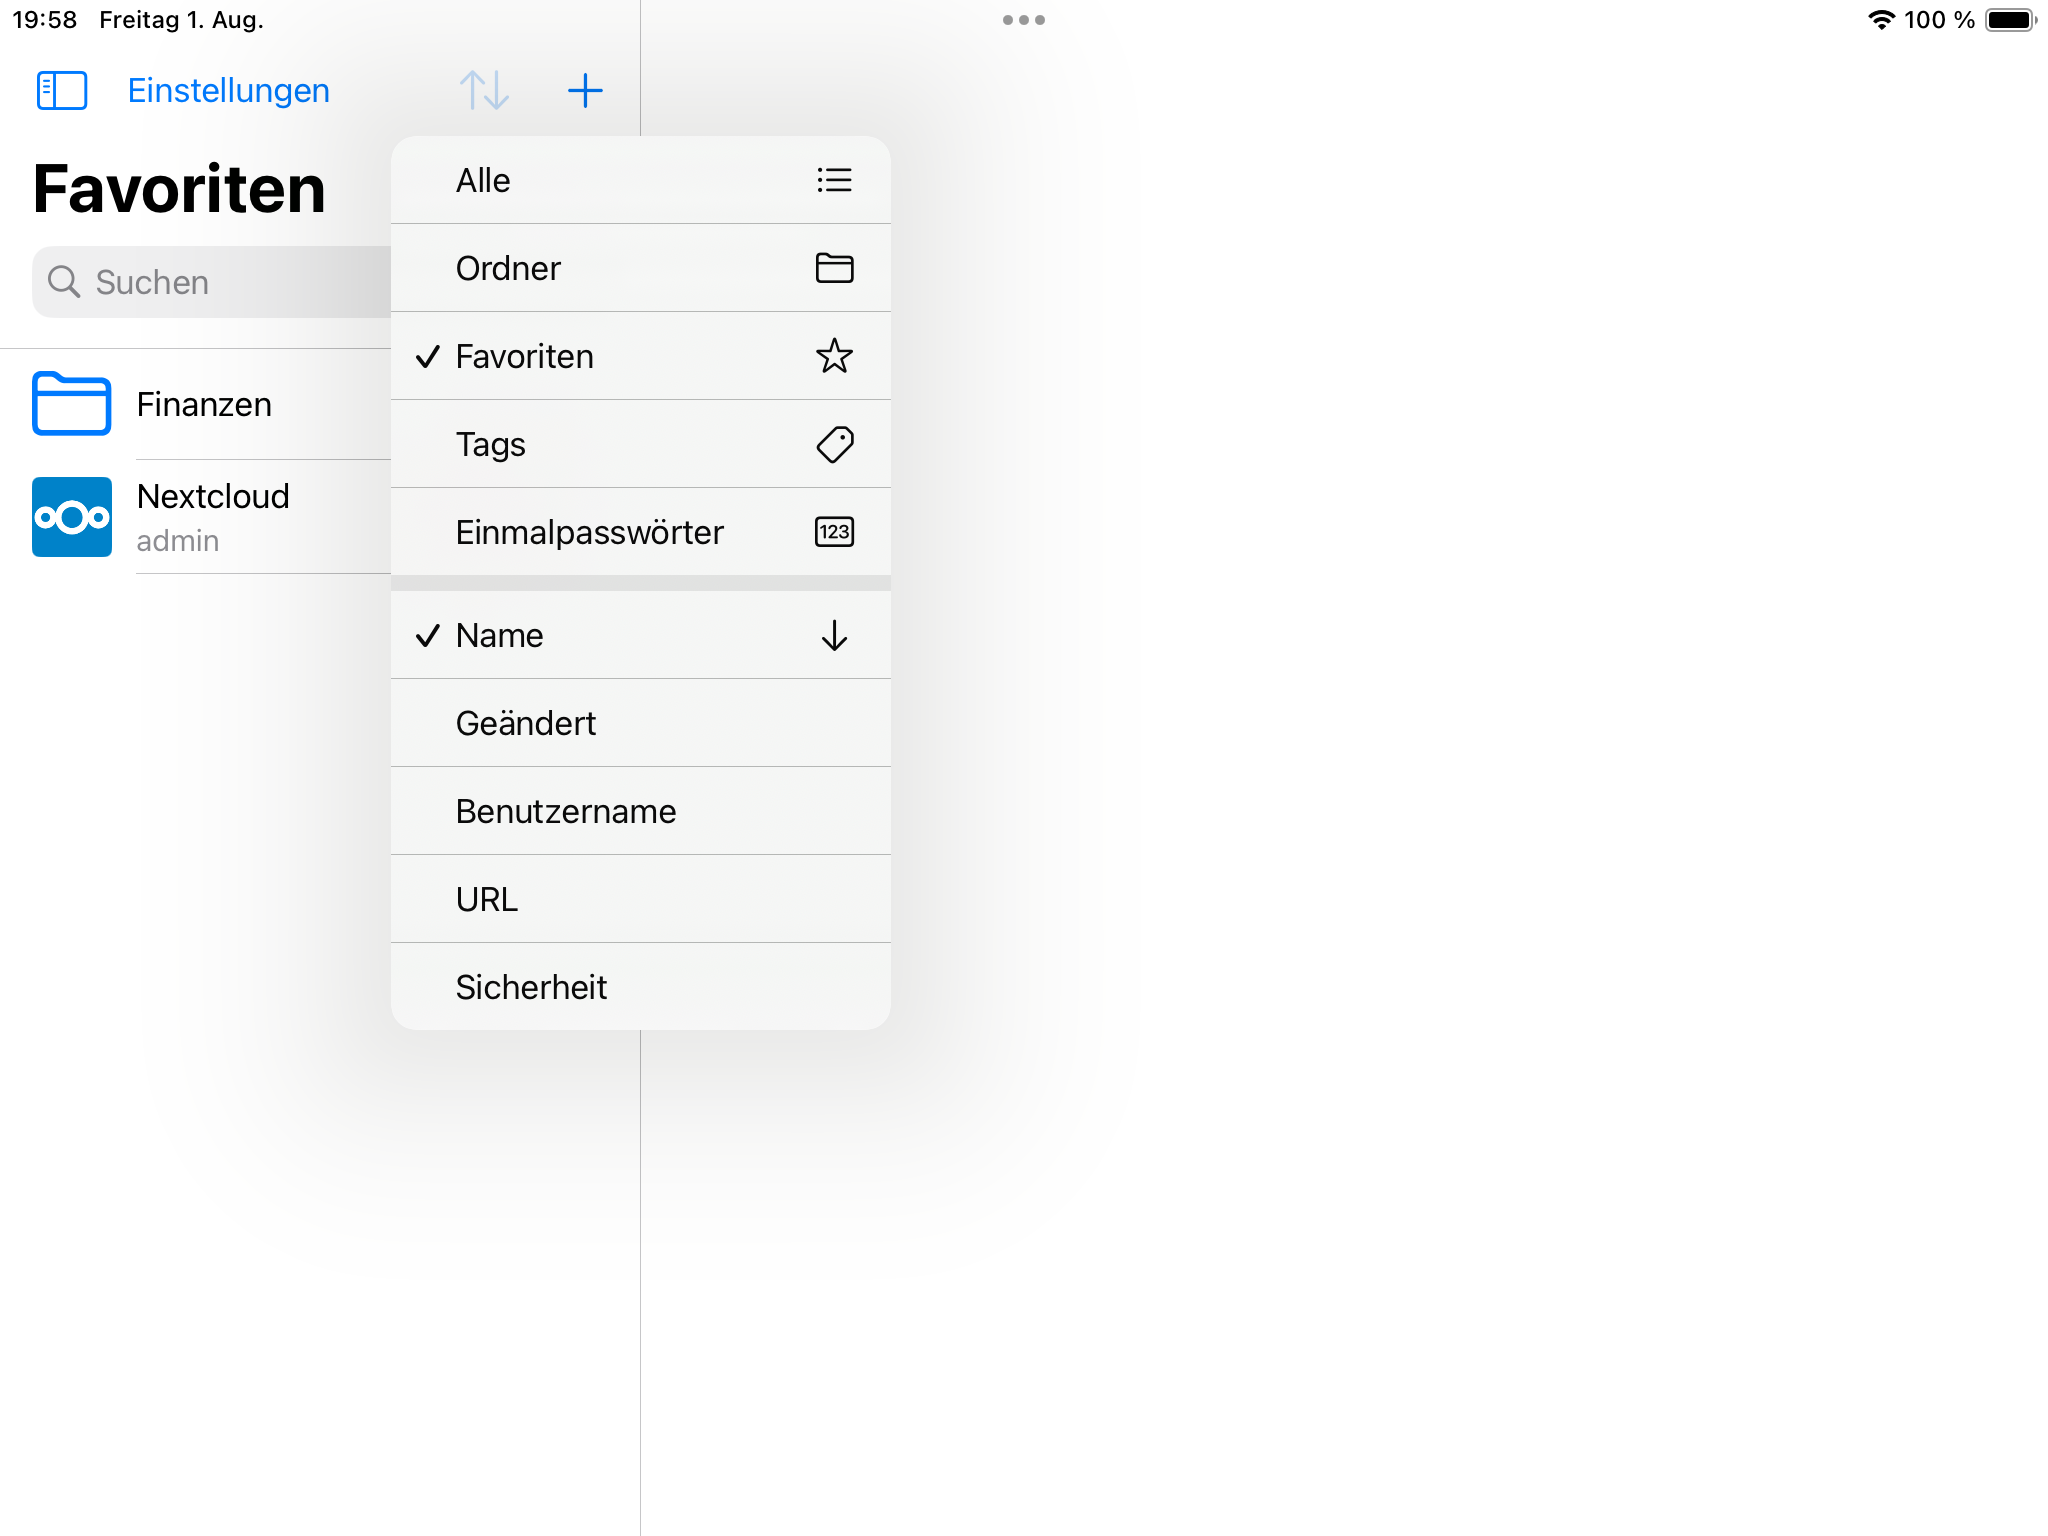 19:58 Freitag 1. Aug.
100 %
Einstellungen
Favoriten
Suchen
Finanzen
Nextcloud
admin
Alle
Ordner
Favoriten
Tags
Einmalpasswörter
123
Name
Geändert
Benutzername
URL
Sicherheit